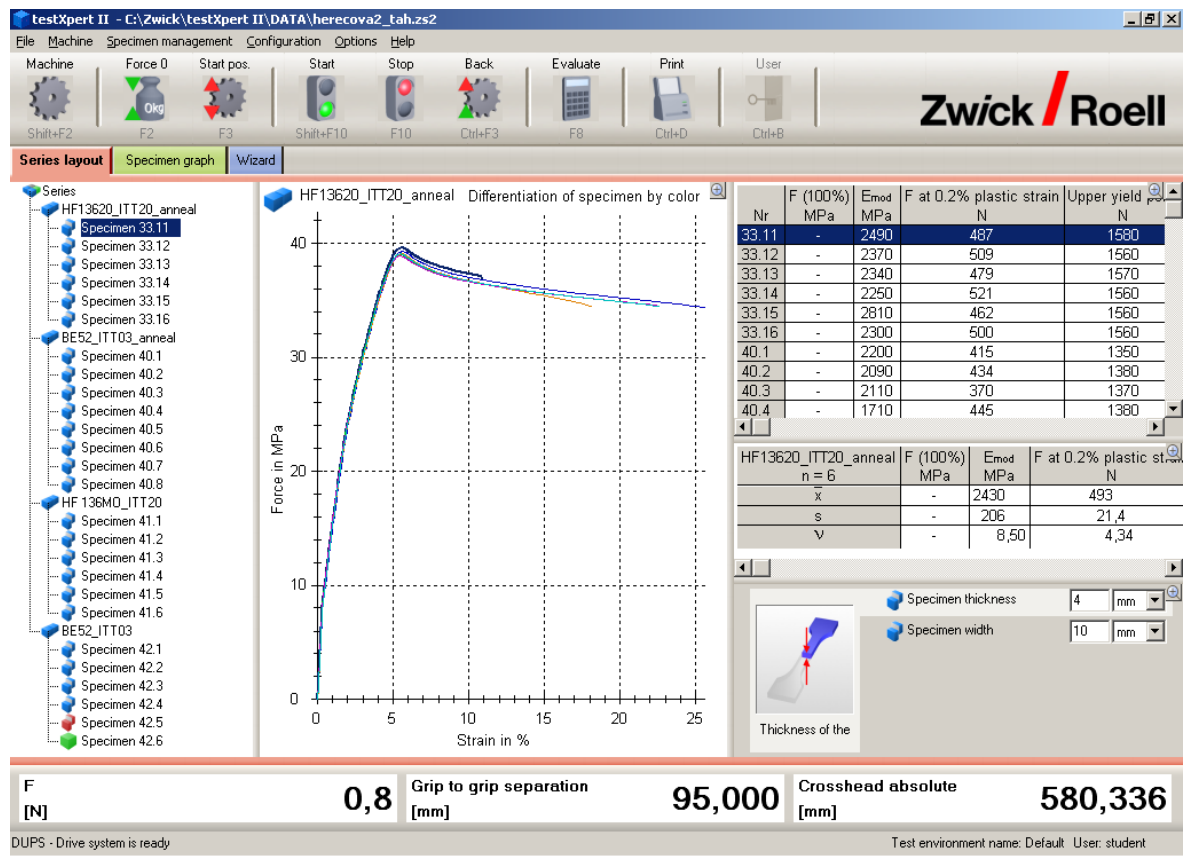 testXpert II - C:\Zwick\testXpert II\DATA\herecova2_tah.zs2
File Machine Specimen management Configuration Options Help
Machine Force 0 Start pos. Start Stop Back Evaluate Print User
0kg
Shift+F2 F2 F3 Shift+F10 F10 Ctrl+F3 F8 Ctrl+D Ctrl+B
Zwick / Roell
Series layout Specimen graph Wizard
Series
HF13620_ITT20_anneal
Specimen 33.11
Specimen 33.12
Specimen 33.13
Specimen 33.14
Specimen 33.15
Specimen 33.16
BE52_ITT03_anneal
Specimen 40.1
Specimen 40.2
Specimen 40.3
Specimen 40.4
Specimen 40.5
Specimen 40.6
Specimen 40.7
Specimen 40.8
HF 136MO_ITT20
Specimen 41.1
Specimen 41.2
Specimen 41.3
Specimen 41.4
Specimen 41.5
Specimen 41.6
BE52_ITT03
Specimen 42.1
Specimen 42.2
Specimen 42.3
Specimen 42.4
Specimen 42.5
Specimen 42.6
HF13620_ITT20_anneal Differentiation of specimen by color
Force in MPa
40
30
20
10
0
0 5 10 15 20 25
Strain in %
F (100%) Emod F at 0.2% plastic strain Upper yield
Nr MPa MPa N N
33.11 - 2490 487 1580
33.12 - 2370 509 1560
33.13 - 2340 479 1570
33.14 - 2250 521 1560
33.15 - 2810 462 1560
33.16 - 2300 500 1560
40.1 - 2200 415 1350
40.2 - 2090 434 1380
40.3 - 2110 370 1370
40.4 - 1710 445 1380
HF13620_ITT20_anneal F (100%) Emod F at 0.2% plastic
n = 6 MPa MPa N
x̄ - 2430 493
s - 206 21,4
ν - 8,50 4,34
Specimen thickness 4 mm
Specimen width 10 mm
Thickness of the
F
[N]
0,8
Grip to grip separation
[mm]
95,000
Crosshead absolute
[mm]
580,336
DUPS - Drive system is ready
Test environment name: Default User: student